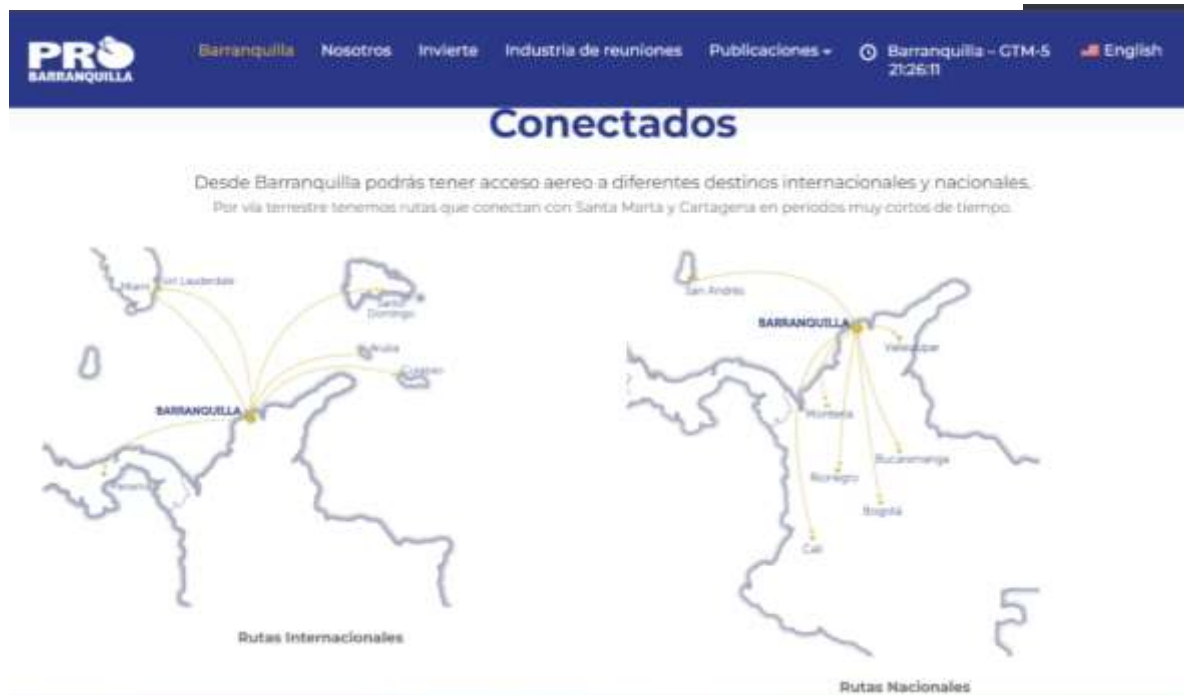 PRO
BARRANQUILLA
Barranquilla
Nosotros
Invierte
Industria de reuniones
Publicaciones
Barranquilla – GTM-5
21:26:11
English
Conectados
Desde Barranquilla podrás tener acceso aereo a diferentes destinos internacionales y nacionales.
Por vía terrestre tenemos rutas que conectan con Santa Marta y Cartagena en periodos muy cortos de tiempo.
Miami
Fort Lauderdale
Santo
Domingo
Aruba
Curazao
BARRANQUILLA
Panamá
Rutas Internacionales
San Andrés
BARRANQUILLA
Valledupar
Montería
Bucaramanga
Rionegro
Bogotá
Cali
Rutas Nacionales